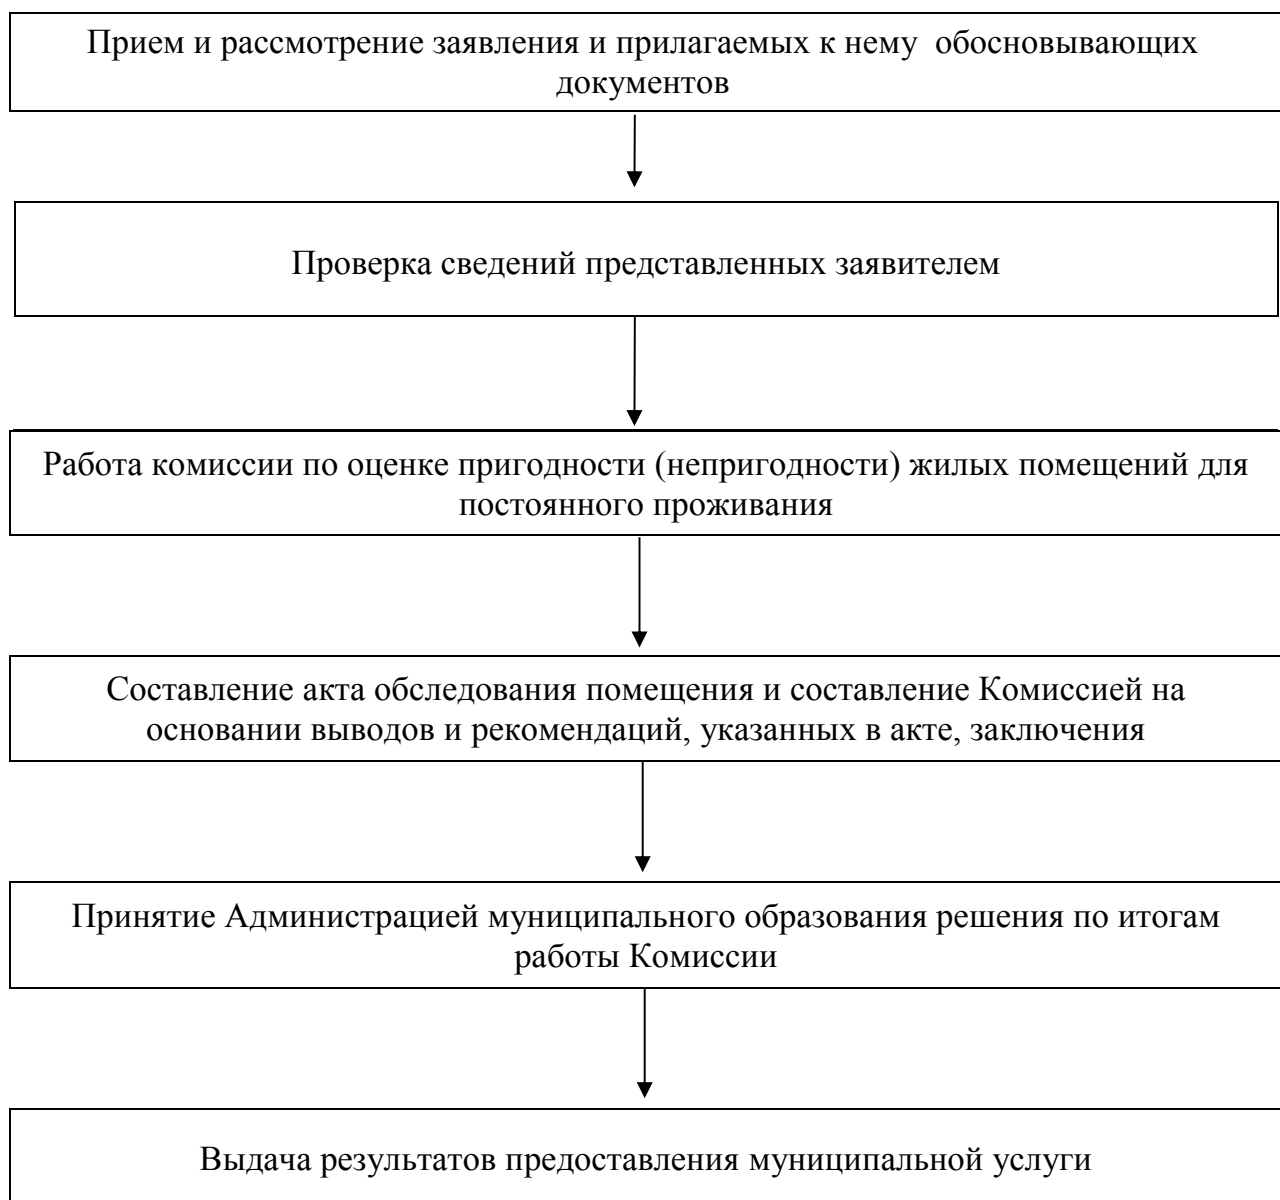 Прием и рассмотрение заявления и прилагаемых к нему обосновывающих
документов
Проверка сведений представленных заявителем
Работа комиссии по оценке пригодности (непригодности) жилых помещений для
постоянного проживания
Составление акта обследования помещения и составление Комиссией на
основании выводов и рекомендаций, указанных в акте, заключения
Принятие Администрацией муниципального образования решения по итогам
работы Комиссии
Выдача результатов предоставления муниципальной услуги